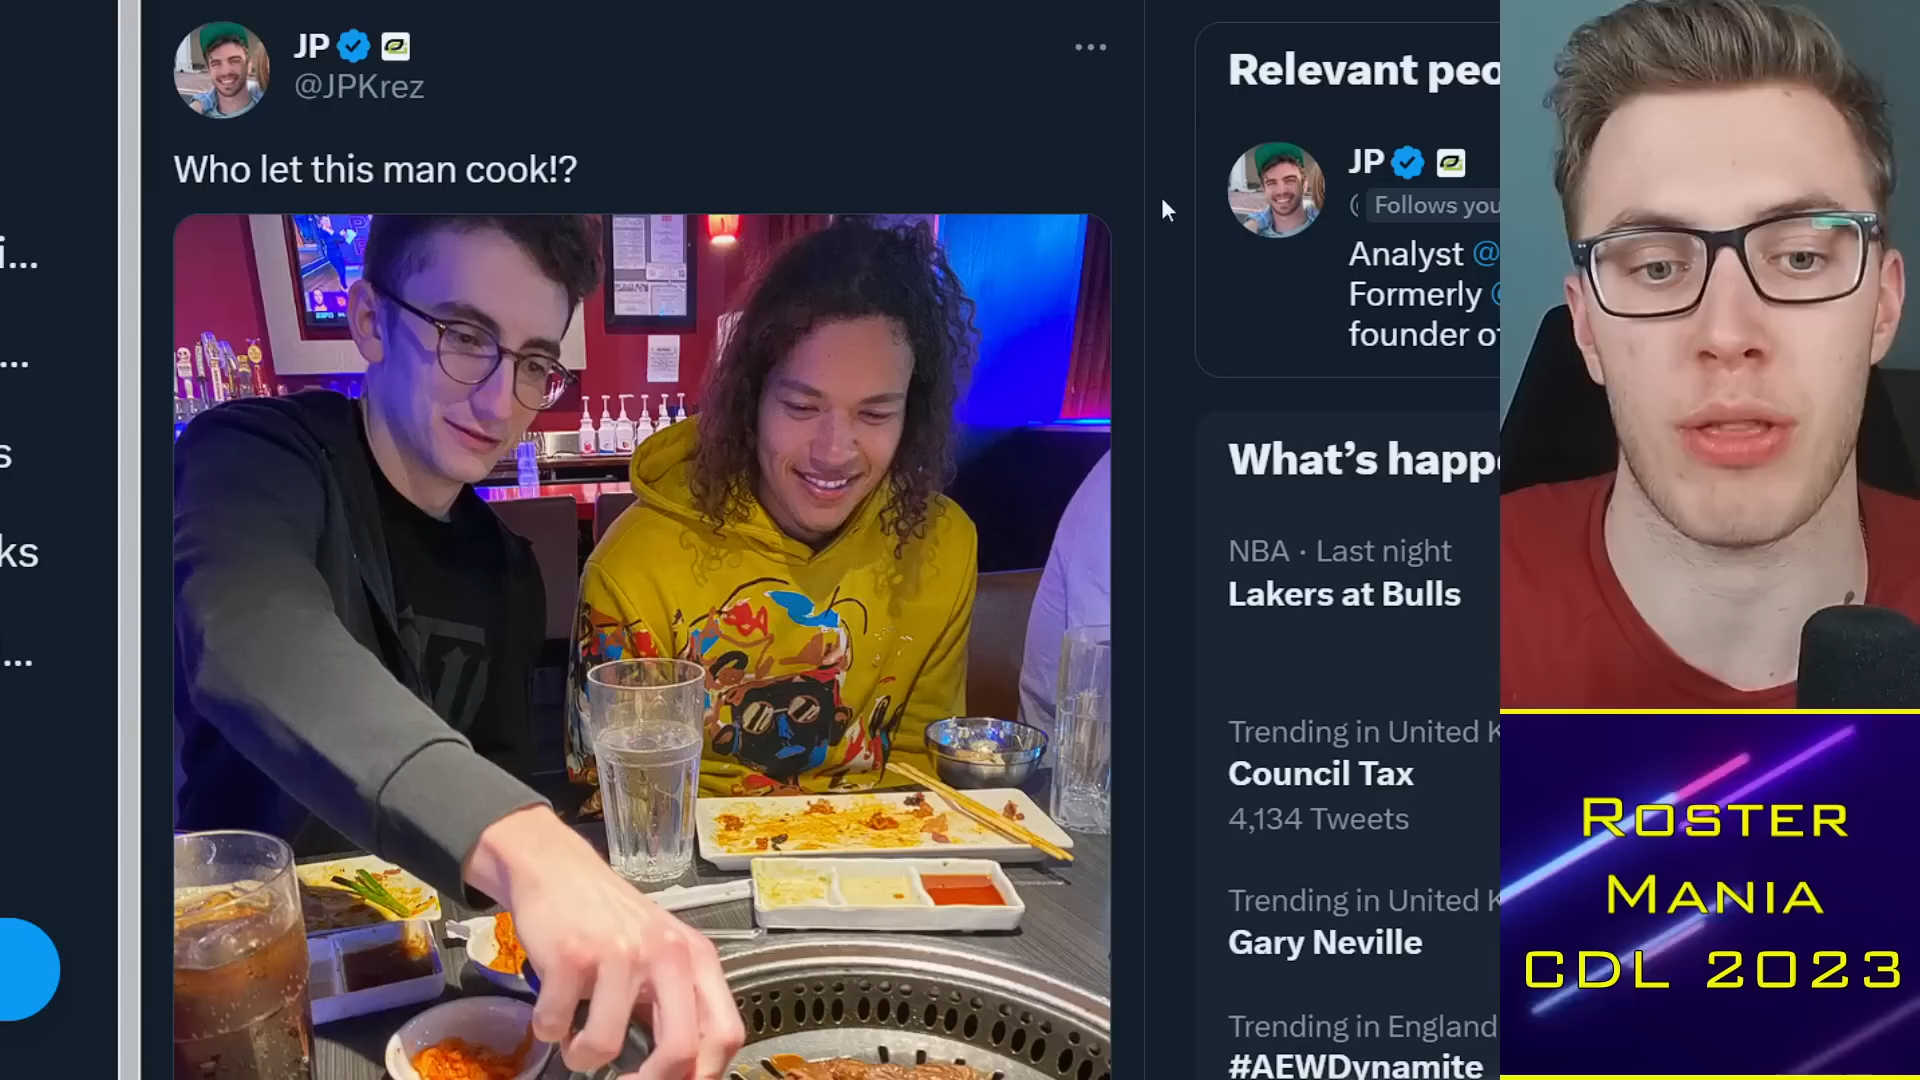 JP
@JPKrez
Who let this man cook!?
i...
...
s
ks
...
Relevant peo
JP
Follows you
Analyst @
Formerly @
founder o
What's happe
NBA · Last night
Lakers at Bulls
Trending in United K
Council Tax
4,134 Tweets
Trending in United K
Gary Neville
Trending in England
#AEWDynamite
ROSTER
MANIA
CDL 2023